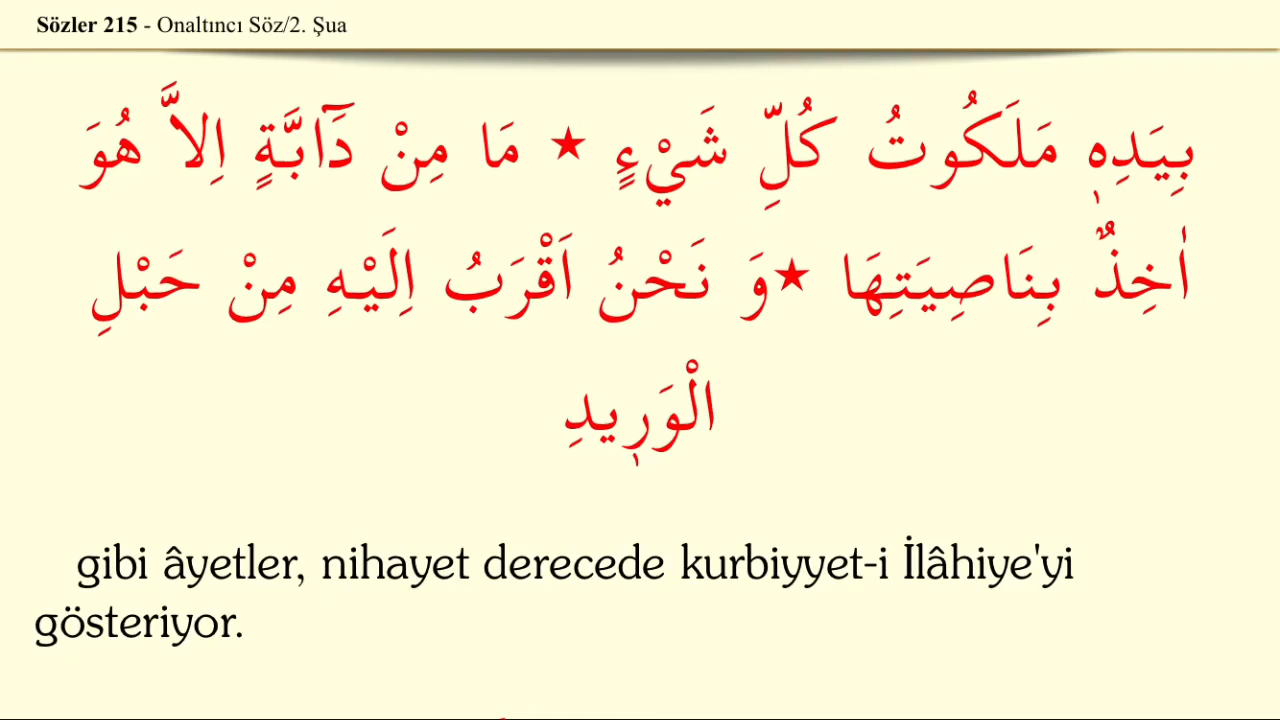 Sözler 215 - Onaltıncı Söz/2. Şua
بِيَدِهٖ مَلَكُوتُ كُلِّ شَيْءٍ ★ مَا مِنْ دَٓابَّةٍ اِلاَّ هُوَ
اٰخِذٌ بِنَاصِيَتِهَا ★وَ نَحْنُ اَقْرَبُ اِلَيْهِ مِنْ حَبْلِ
الْوَرٖيدِ
gibi âyetler, nihayet derecede kurbiyyet-i İlâhiye'yi
gösteriyor.